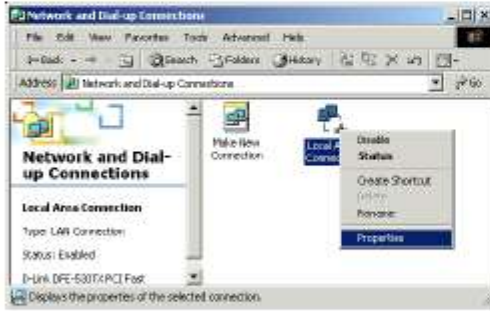 Network and Dial-up Connections
File Edit View Favorites Tools Advanced Help
Back Search Folders History
Address Network and Dial-up Connections Go
Network and Dial-
up Connections
Local Area Connection
Type: LAN Connection
Status: Enabled
D-Link DFE-530TX PCI Fast
Make New
Connection
Local A
Connec
Disable
Status
Create Shortcut
Delete
Rename
Properties
Displays the properties of the selected connection.